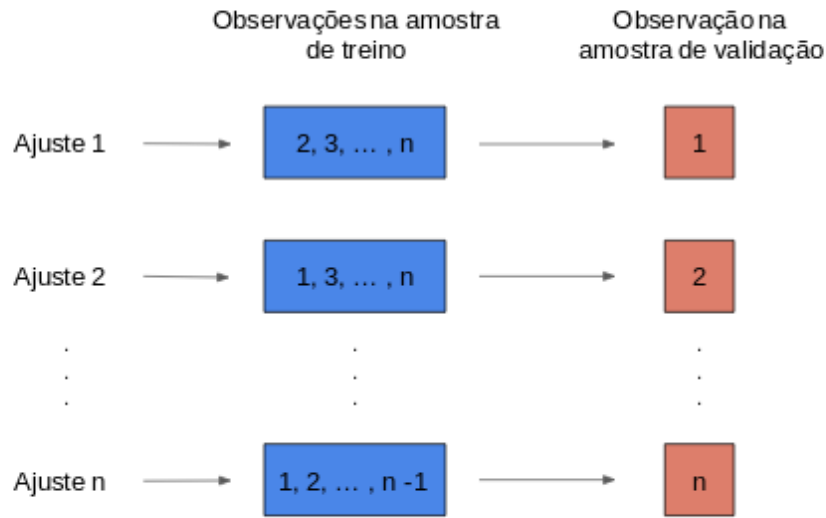 Observações na amostra
de treino
Observação na
amostra de validação
Ajuste 1
2, 3, ... , n
1
Ajuste 2
1, 3, ... , n
2
.
.
.
.
.
.
.
.
.
Ajuste n
1, 2, ... , n -1
n